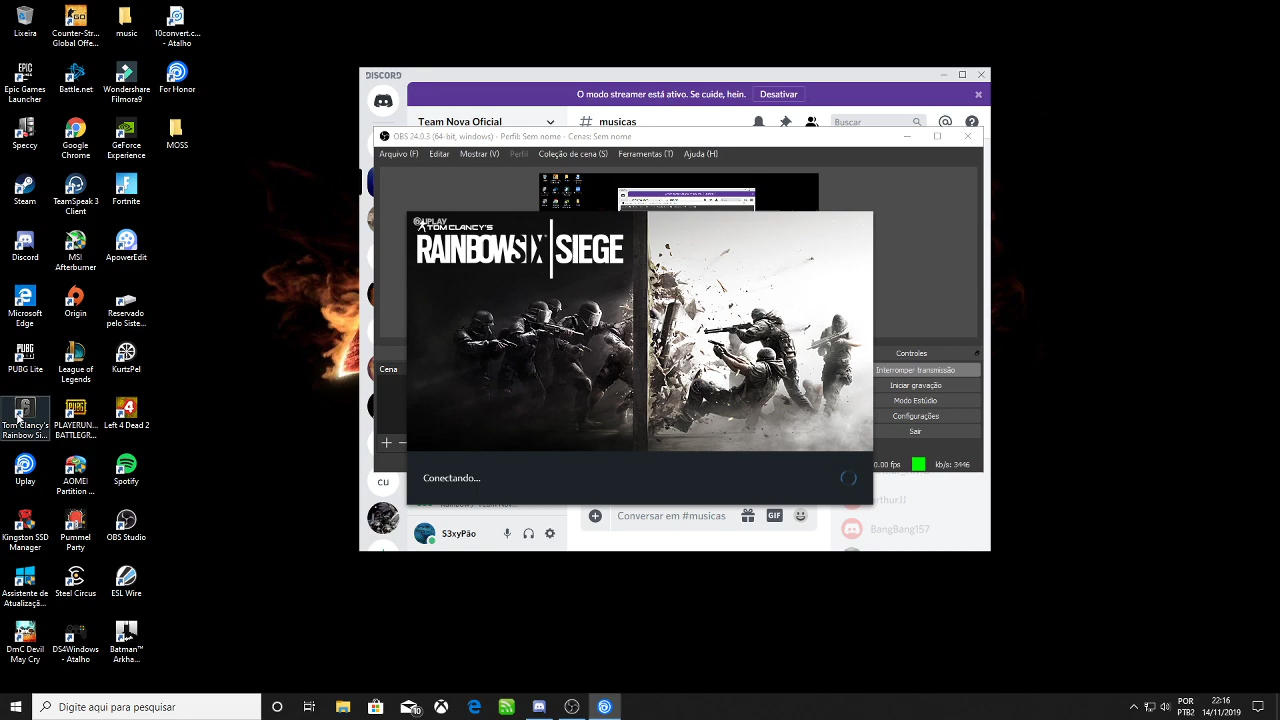 Lixeira
Counter-Str...
Global Offe...
music
10convert.c...
- Atalho
Epic Games
Launcher
Battle.net
Wondershare
Filmora9
For Honor
Speccy
Google
Chrome
GeForce
Experience
MOSS
Steam
TeamSpeak 3
Client
Fortnite
Discord
MSI
Afterburner
ApowerEdit
Microsoft
Edge
Origin
Reservado
pelo Siste...
PUBG Lite
League of
Legends
KurtzPel
Tom Clancy's
Rainbow Si...
PLAYERUN...
BATTLEGR...
Left 4 Dead 2
Uplay
AOMEI
Partition ...
Spotify
Kingston SSD
Manager
Pummel
Party
OBS Studio
Assistente de
Atualizaçã...
Steel Circus
ESL Wire
DmC Devil
May Cry
DS4Windows
- Atalho
Batman™
Arkha...
DISCORD
O modo streamer está ativo. Se cuide, hein. Desativar
Team Nova Oficial
# musicas
Buscar
OBS 24.0.3 (64-bit, windows) - Perfil: Sem nome - Cenas: Sem nome
Arquivo (F) Editar Mostrar (V) Perfil Coleção de cena (S) Ferramentas (T) Ajuda (H)
UPLAY
TOM CLANCY'S
RAINBOWSIX|SIEGE
Conectando...
Cena
Controles
Interromper transmissão
Iniciar gravação
Modo Estúdio
Configurações
Sair
0.00 fps kb/s: 3446
cu
S3xyPão
Conversar em #musicas
GIF
BangBang157
Digite aqui para pesquisar
10
POR
PTB2
22:16
14/11/2019